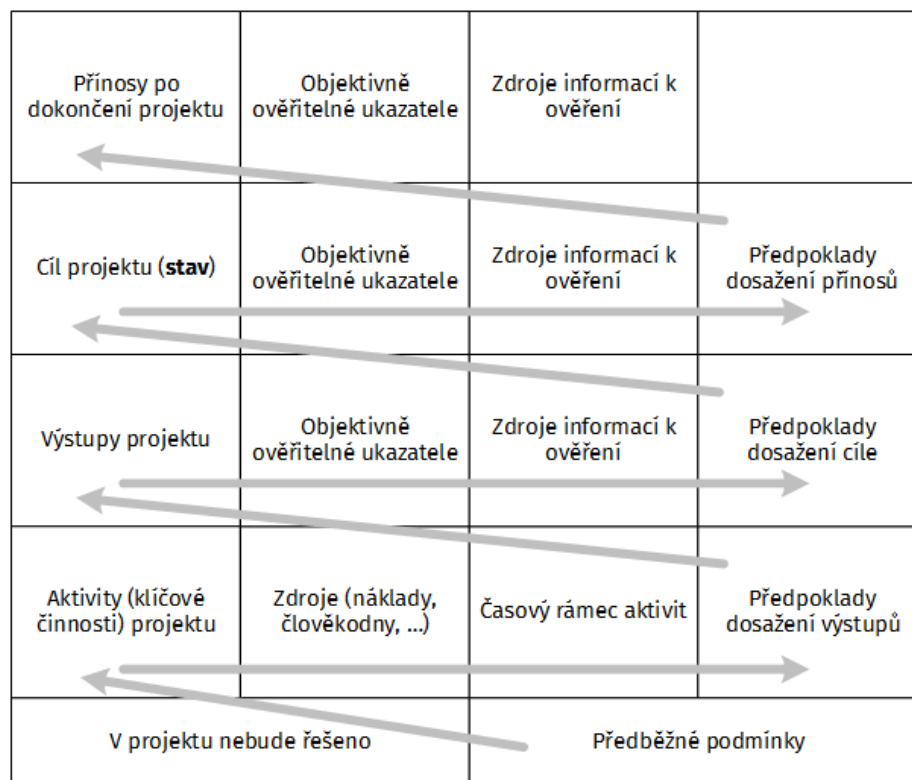 Přínosy po
dokončení projektu
Objektivně
ověřitelné ukazatele
Zdroje informací k
ověření
Cíl projektu (stav)
Objektivně
ověřitelné ukazatele
Zdroje informací k
ověření
Předpoklady
dosažení přínosů
Výstupy projektu
Objektivně
ověřitelné ukazatele
Zdroje informací k
ověření
Předpoklady
dosažení cíle
Aktivity (klíčové
činnosti) projektu
Zdroje (náklady,
člověkodny, ...)
Časový rámec aktivit
Předpoklady
dosažení výstupů
V projektu nebude řešeno
Předběžné podmínky